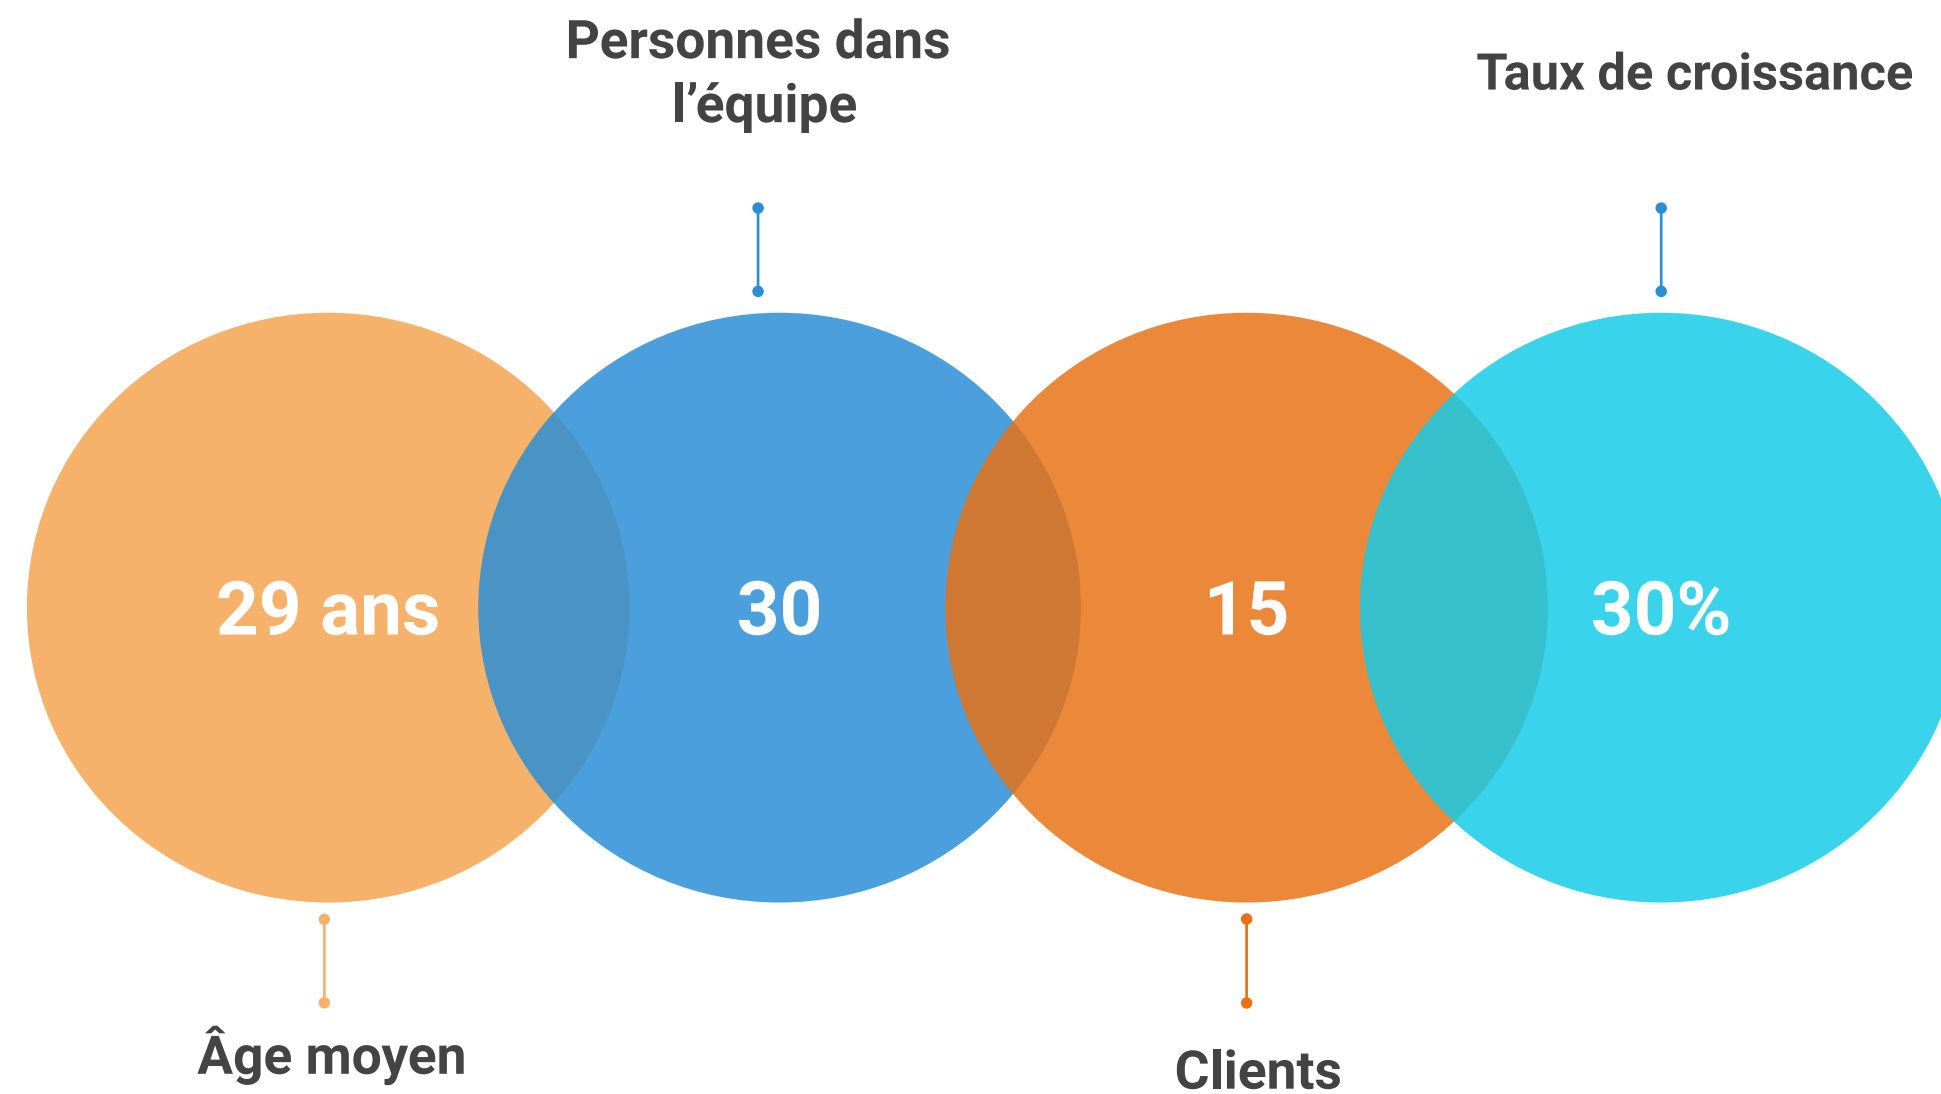 Personnes dans
l’équipe
Taux de croissance
29 ans
30
15
30%
Âge moyen
Clients